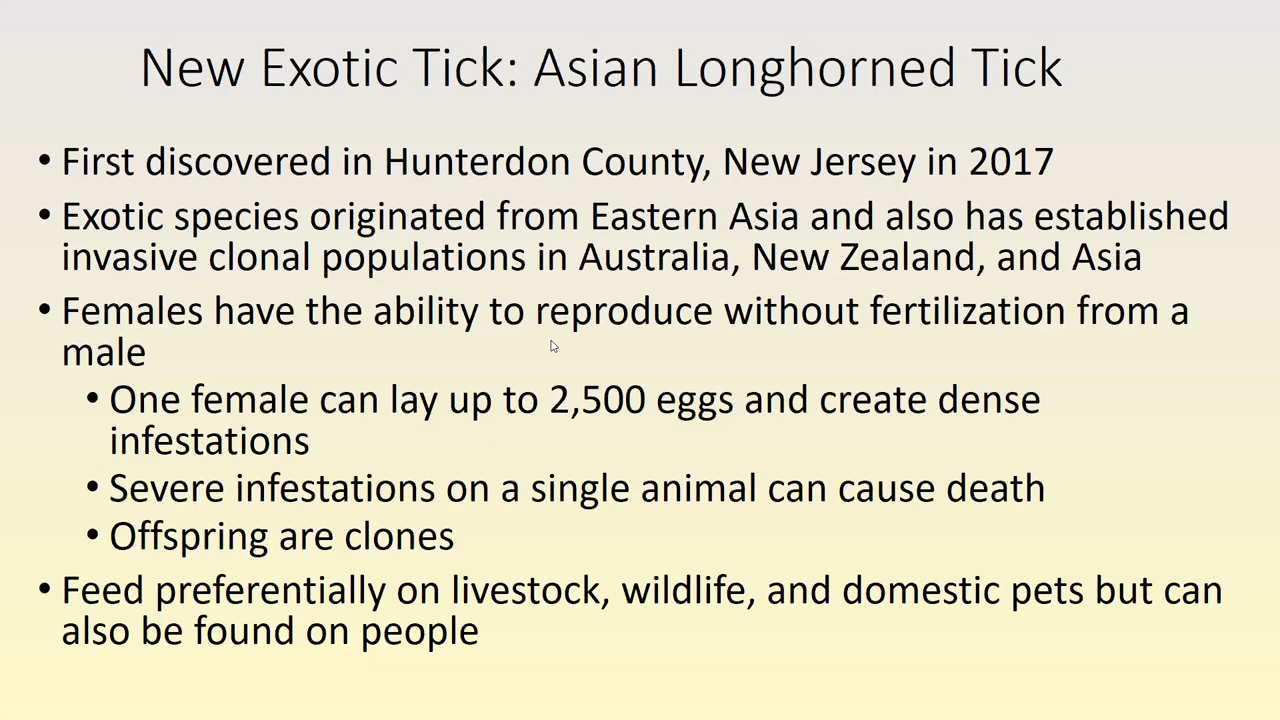 New Exotic Tick: Asian Longhorned Tick
• First discovered in Hunterdon County, New Jersey in 2017
• Exotic species originated from Eastern Asia and also has established
invasive clonal populations in Australia, New Zealand, and Asia
• Females have the ability to reproduce without fertilization from a
male
• One female can lay up to 2,500 eggs and create dense
infestations
• Severe infestations on a single animal can cause death
• Offspring are clones
• Feed preferentially on livestock, wildlife, and domestic pets but can
also be found on people